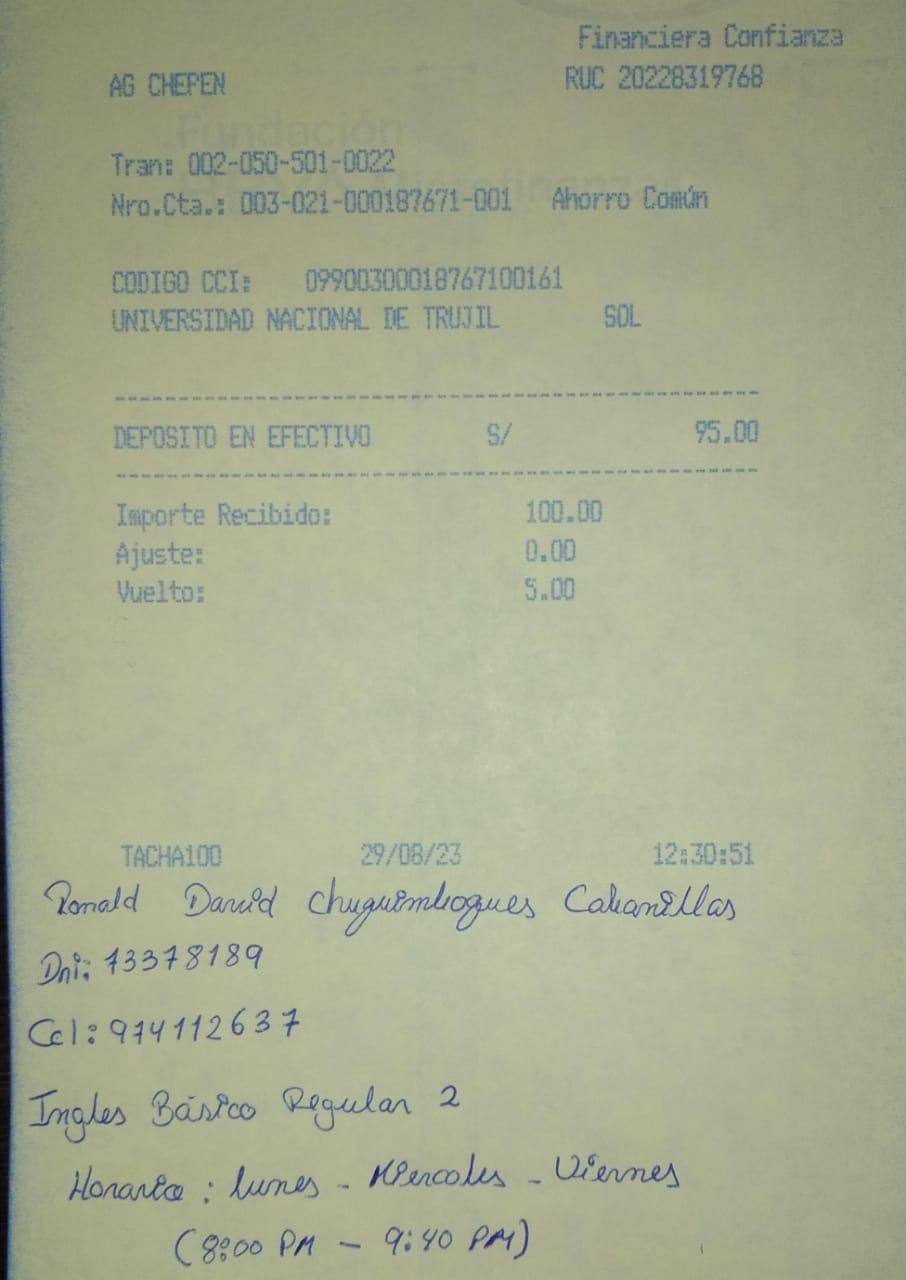 Financiera Confianza
AG CHEPEN RUC 20228319768
Fundación
Tran: 002-050-501-0022
Microfinanzas
Nro.Cta.: 003-021-000187671-001 Ahorro Común
CODIGO CCI: 09900300018767100161
UNIVERSIDAD NACIONAL DE TRUJIL SOL
DEPOSITO EN EFECTIVO S/ 95.00
Importe Recibido: 100.00
Ajuste: 0.00
Vuelto: 5.00
TACHA100 29/08/23 12:30:51
Ronald David Chuquimboques Cabanillas
Dni: 73378189
Cel: 974112637
Ingles Básico Regular 2
Horario: lunes - Miercoles - Viernes
(8:00 PM - 9:40 PM)